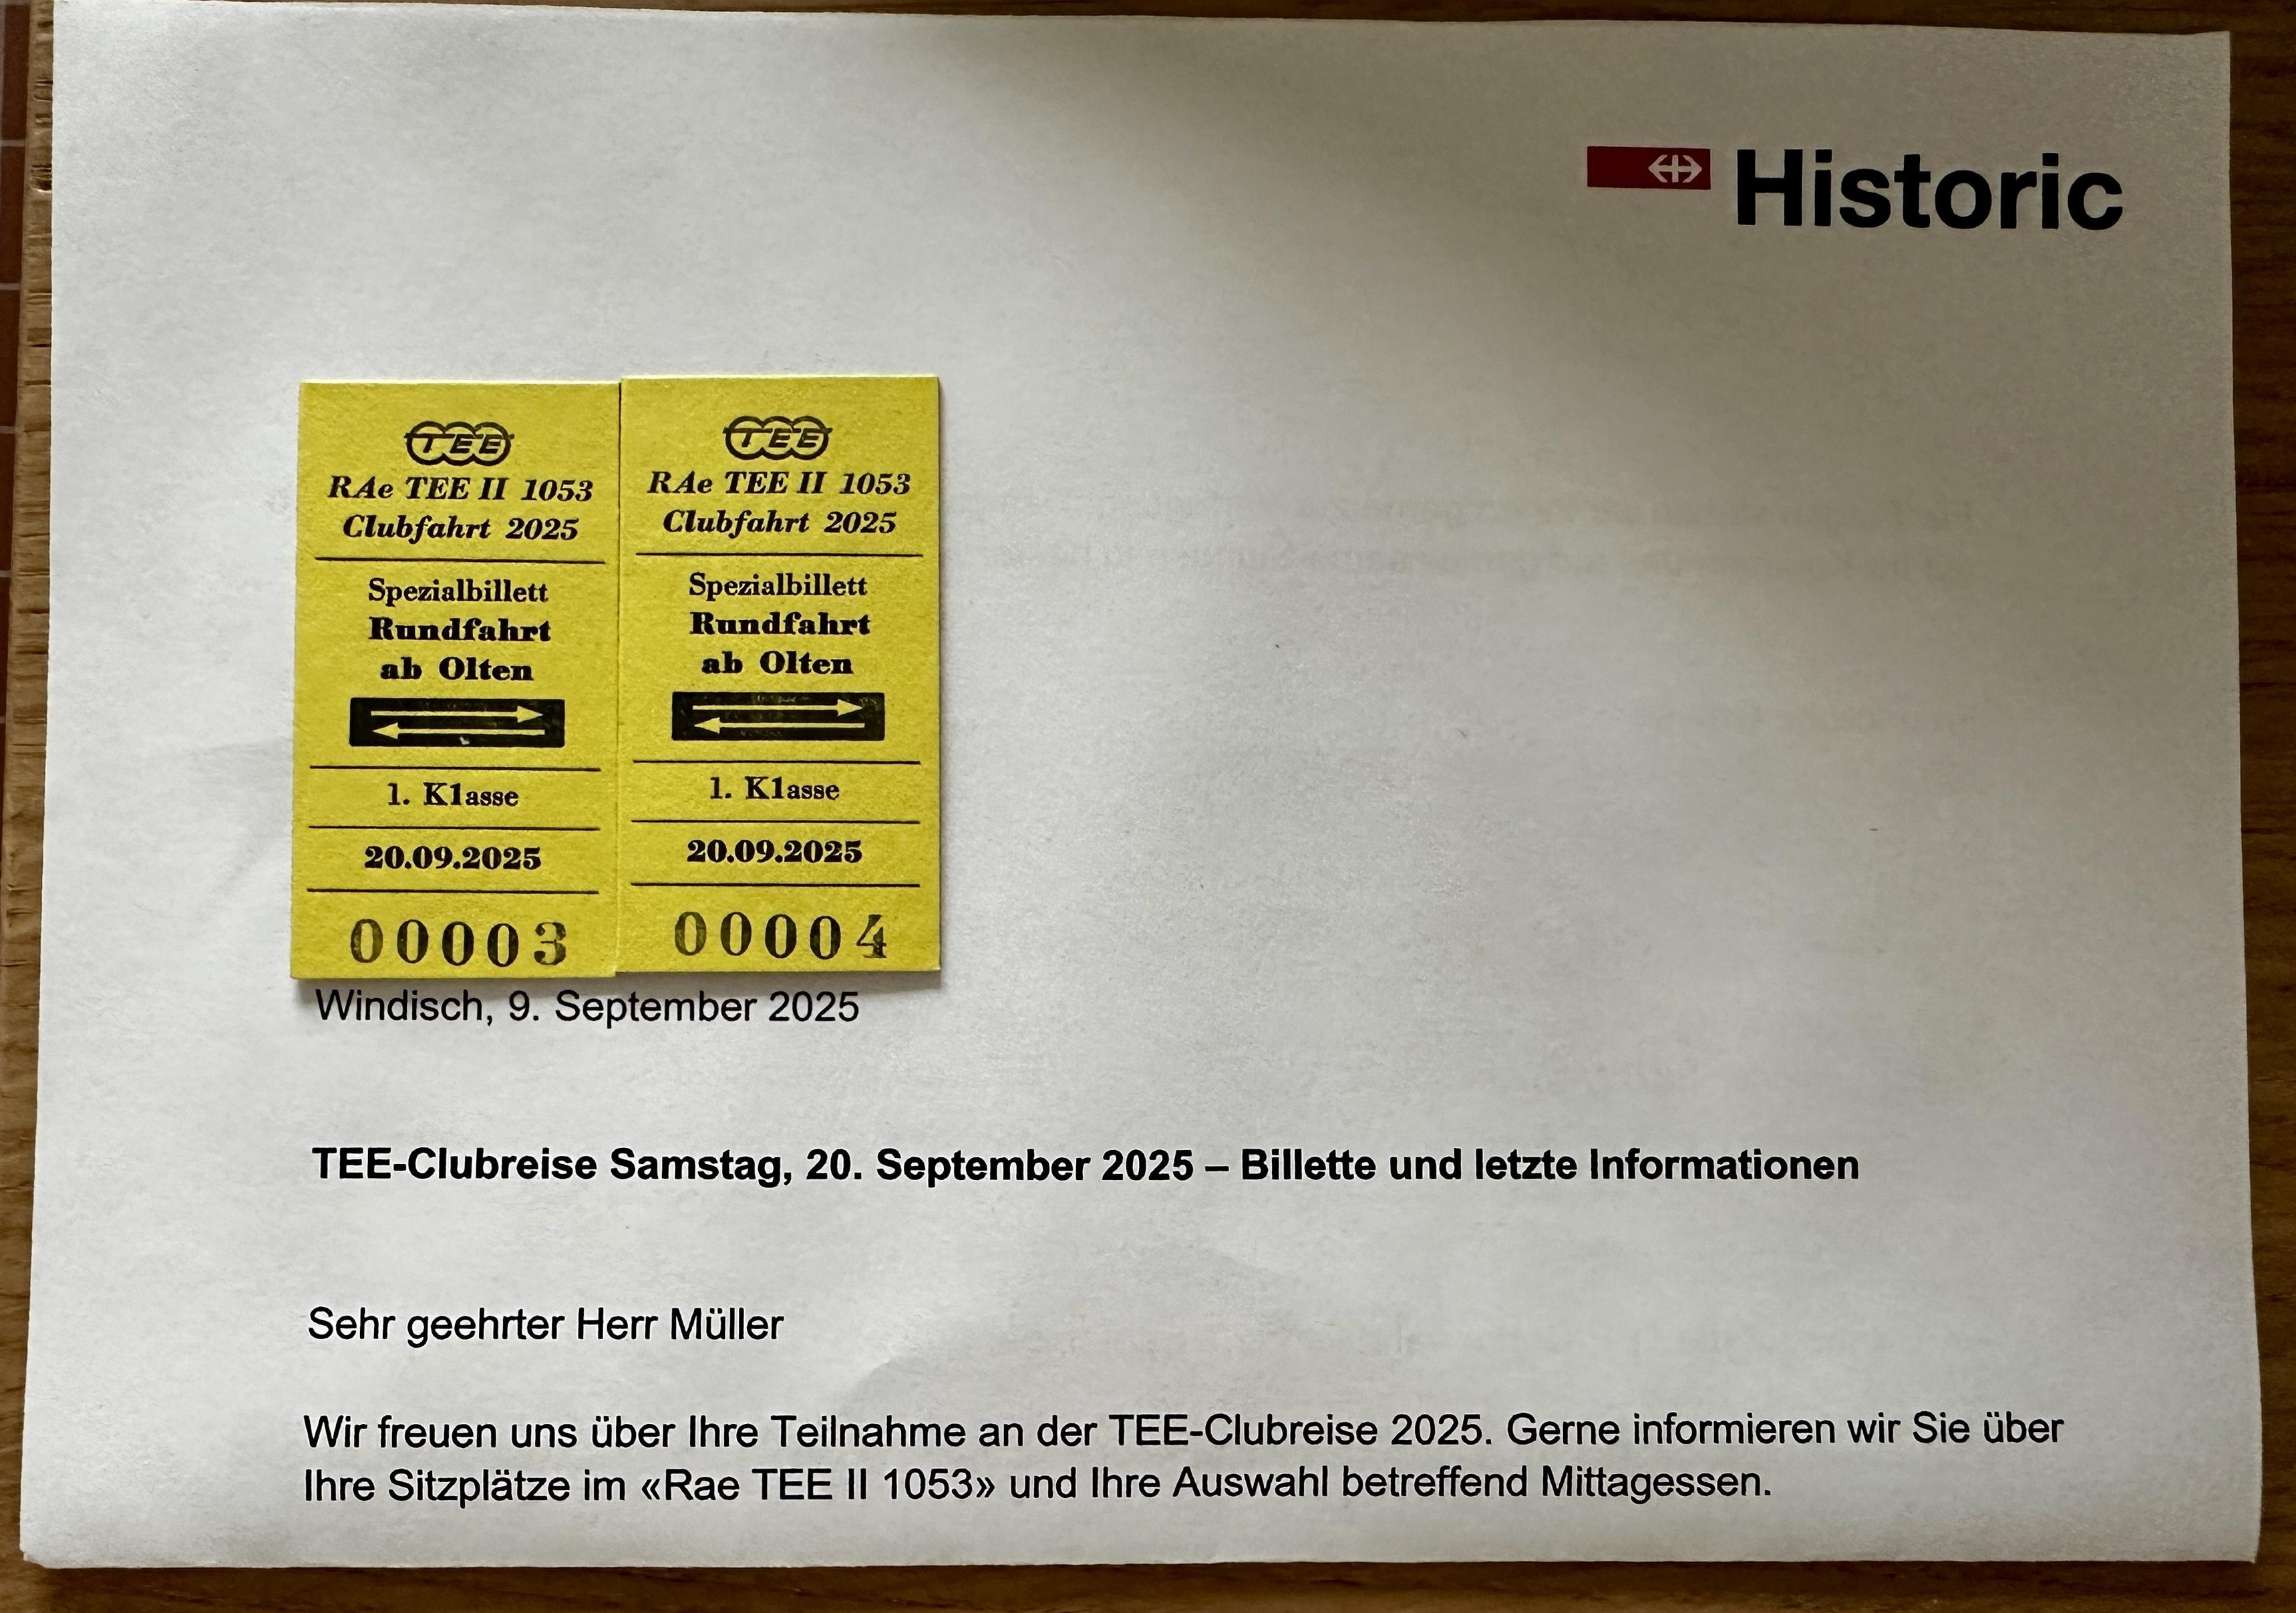 Historic
TEE
RAe TEE II 1053
Clubfahrt 2025
Spezialbillett
Rundfahrt
ab Olten
1. Klasse
20.09.2025
00003
TEE
RAe TEE II 1053
Clubfahrt 2025
Spezialbillett
Rundfahrt
ab Olten
1. Klasse
20.09.2025
00004
Windisch, 9. September 2025
TEE-Clubreise Samstag, 20. September 2025 – Billette und letzte Informationen
Sehr geehrter Herr Müller
Wir freuen uns über Ihre Teilnahme an der TEE-Clubreise 2025. Gerne informieren wir Sie über
Ihre Sitzplätze im «Rae TEE II 1053» und Ihre Auswahl betreffend Mittagessen.